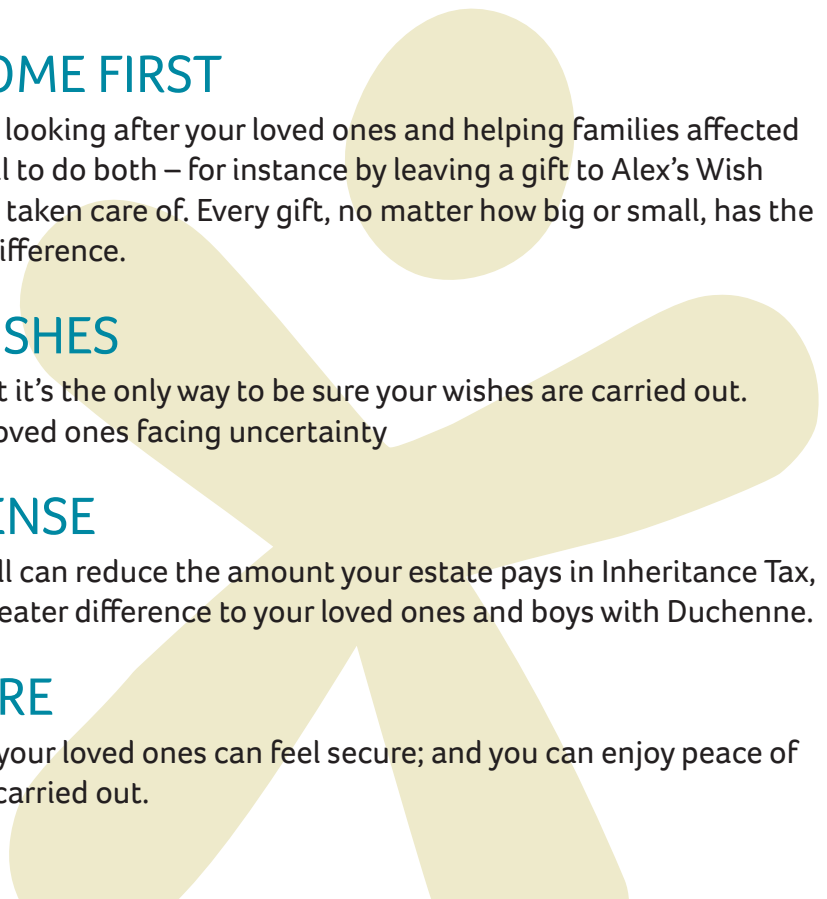 OME FIRST
looking after your loved ones and helping families affected
l to do both – for instance by leaving a gift to Alex's Wish
taken care of. Every gift, no matter how big or small, has the
ifference.
SHES
t it's the only way to be sure your wishes are carried out.
oved ones facing uncertainty
ENSE
ll can reduce the amount your estate pays in Inheritance Tax,
eater difference to your loved ones and boys with Duchenne.
RE
your loved ones can feel secure; and you can enjoy peace of
carried out.